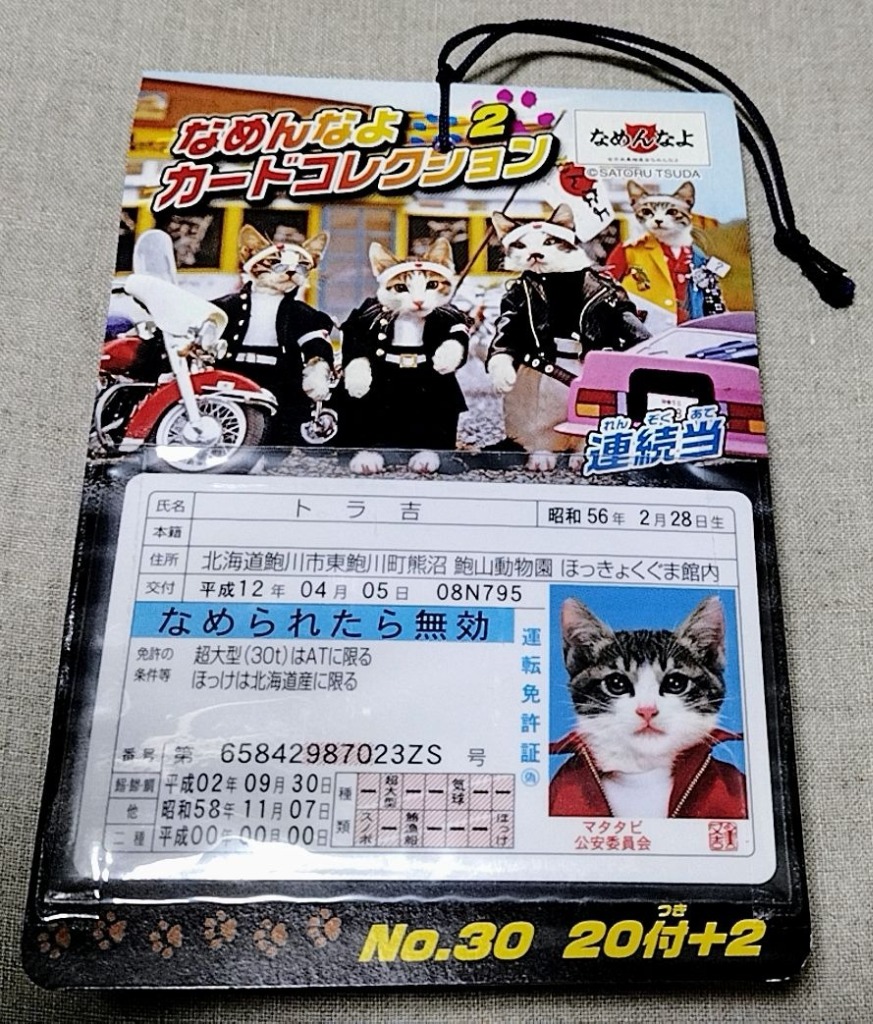 なめんなよ 2
カードコレクション
なめんなよ
©SATORU TSUDA
れん ぞく あて
連続当
氏名 トラ吉 昭和56年 2月28日生
本籍
住所 北海道鮑川市東鮑川町熊沼 鮑山動物園 ほっきょくぐま館内
交付 平成12年 04月 05日 08N795
なめられたら無効
免許の 超大型(30t)はATに限る
条件等 ほっけは北海道産に限る
運転免許証
偽
番号 第 65842987023ZS 号
平成02年 09月30日
他 昭和58年 11月07日
二種 平成00年 00月00日
種類
超大型 気球
スポ 鮪漁船 ほっけ
マタタビ
公安委員会
つき
No.30 20付+2